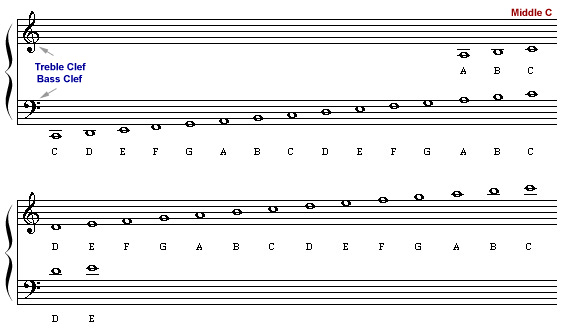 Middle C
Treble Clef
Bass Clef
A B C
C D E F G A B C D E F G A B C
D E F G A B C D E F G A B C
D E